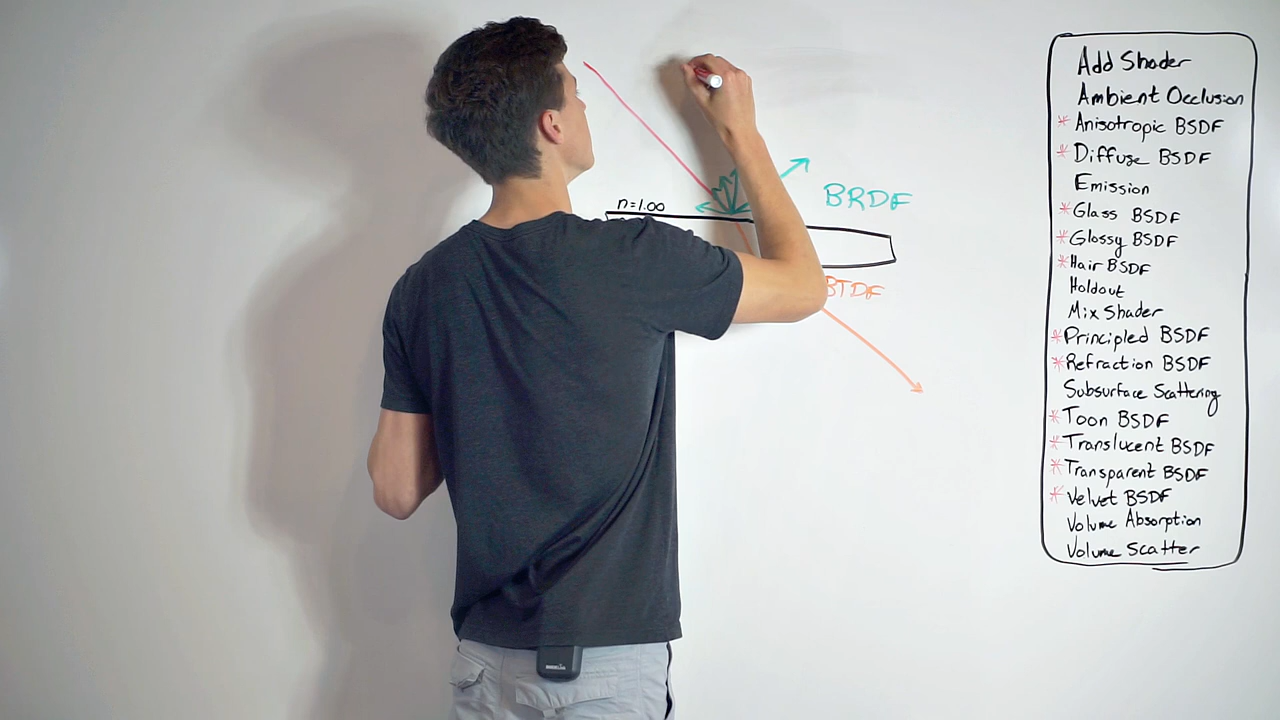 n=1.00
BRDF
BTDF
Add Shader
Ambient Occlusion
* Anisotropic BSDF
* Diffuse BSDF
Emission
* Glass BSDF
* Glossy BSDF
* Hair BSDF
Holdout
Mix Shader
* Principled BSDF
* Refraction BSDF
Subsurface Scattering
* Toon BSDF
* Translucent BSDF
* Transparent BSDF
* Velvet BSDF
Volume Absorption
Volume Scatter